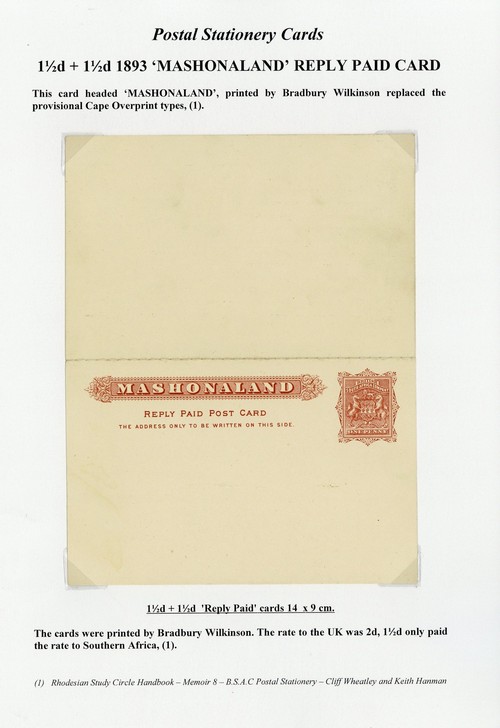 Postal Stationery Cards
1½d + 1½d 1893 ‘MASHONALAND’ REPLY PAID CARD
This card headed ‘MASHONALAND’, printed by Bradbury Wilkinson replaced the
provisional Cape Overprint types, (1).
MASHONALAND
REPLY PAID POST CARD
THE ADDRESS ONLY TO BE WRITTEN ON THIS SIDE.
ONE PENNY
1½d + 1½d 'Reply Paid' cards 14 x 9 cm.
The cards were printed by Bradbury Wilkinson. The rate to the UK was 2d, 1½d only paid
the rate to Southern Africa, (1).
(1) Rhodesian Study Circle Handbook – Memoir 8 – B.S.A.C Postal Stationery – Cliff Wheatley and Keith Hanman